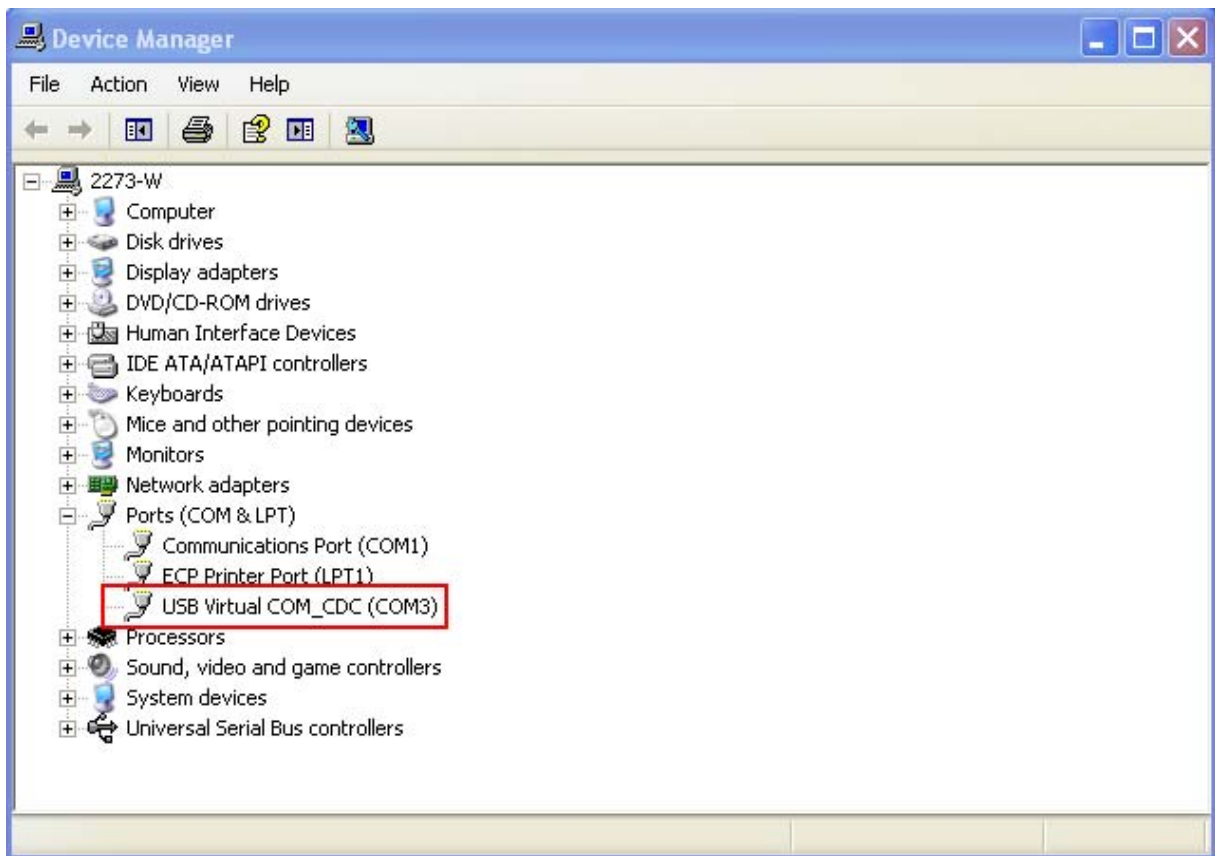 Device Manager
File Action View Help
2273-W
Computer
Disk drives
Display adapters
DVD/CD-ROM drives
Human Interface Devices
IDE ATA/ATAPI controllers
Keyboards
Mice and other pointing devices
Monitors
Network adapters
Ports (COM & LPT)
Communications Port (COM1)
ECP Printer Port (LPT1)
USB Virtual COM_CDC (COM3)
Processors
Sound, video and game controllers
System devices
Universal Serial Bus controllers